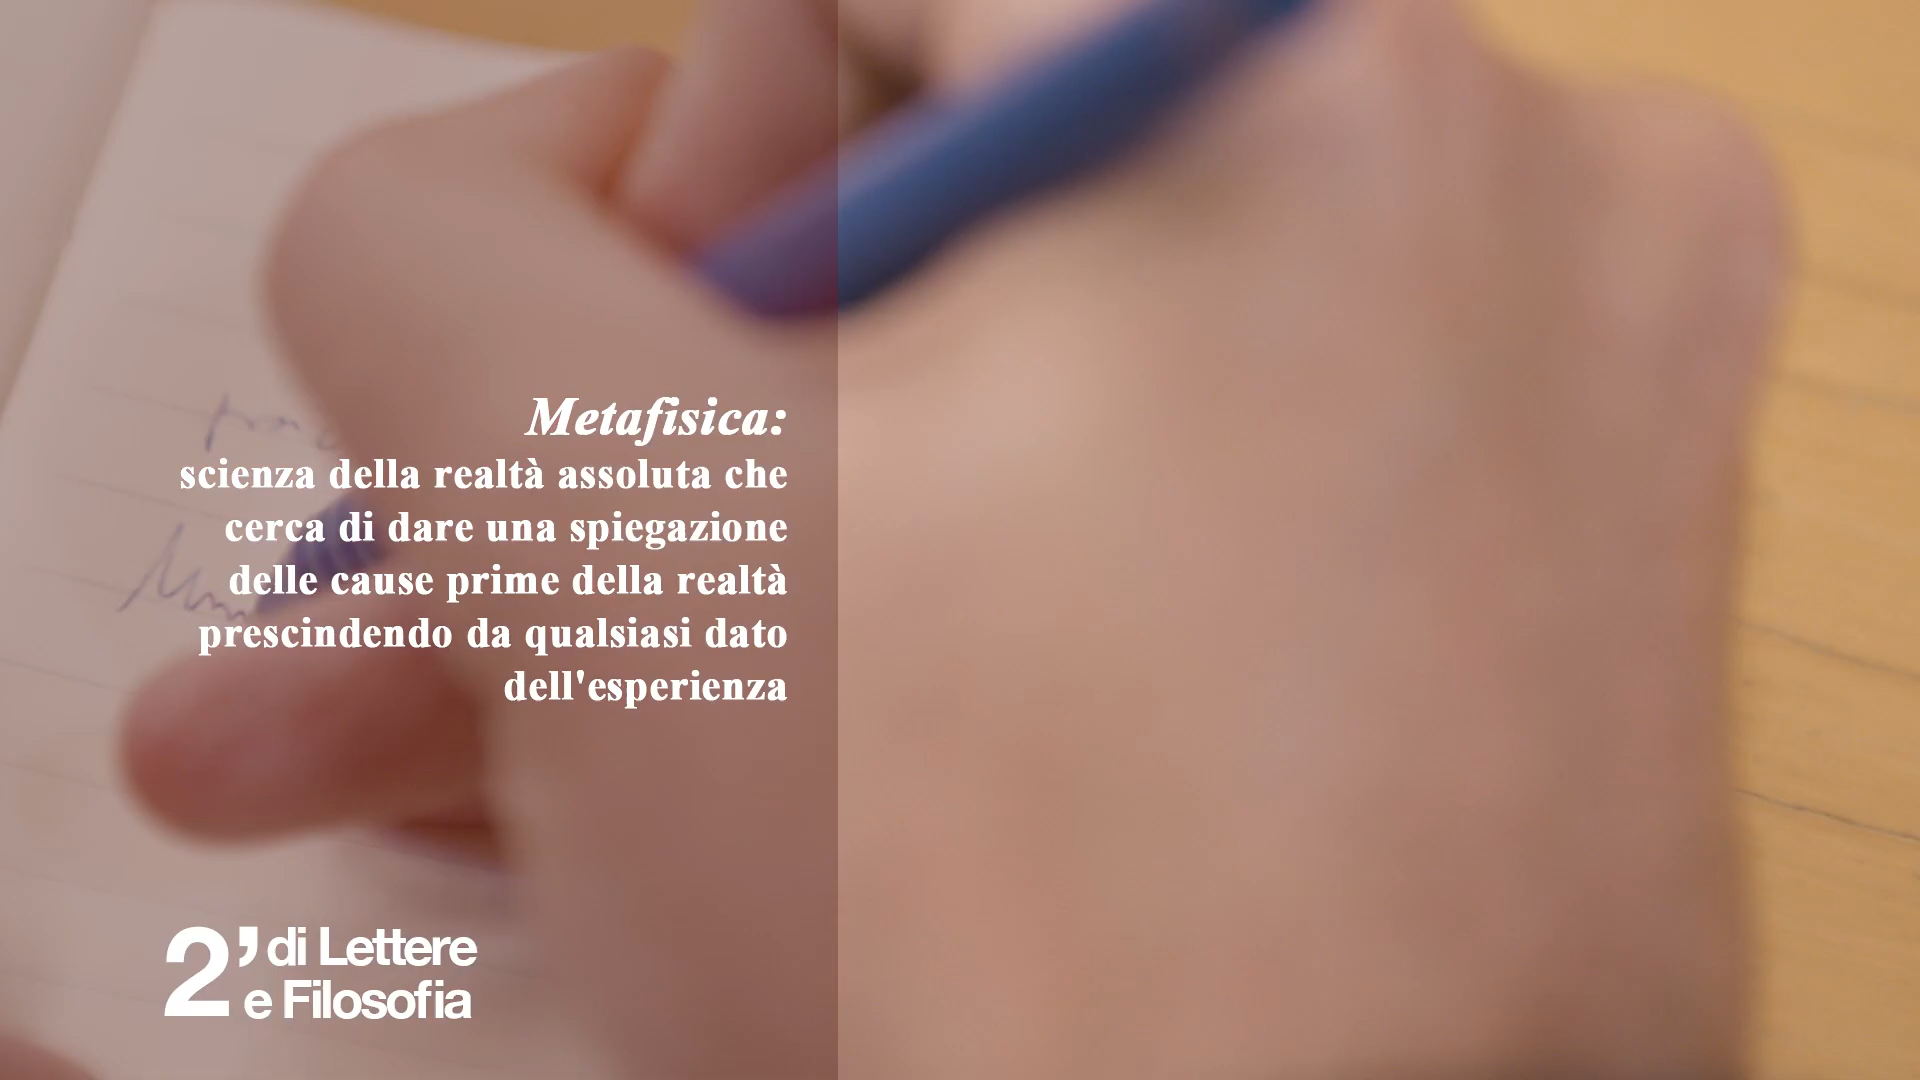 Metafisica:
scienza della realtà assoluta che
cerca di dare una spiegazione
delle cause prime della realtà
prescindendo da qualsiasi dato
dell'esperienza
2’ di Lettere
e Filosofia